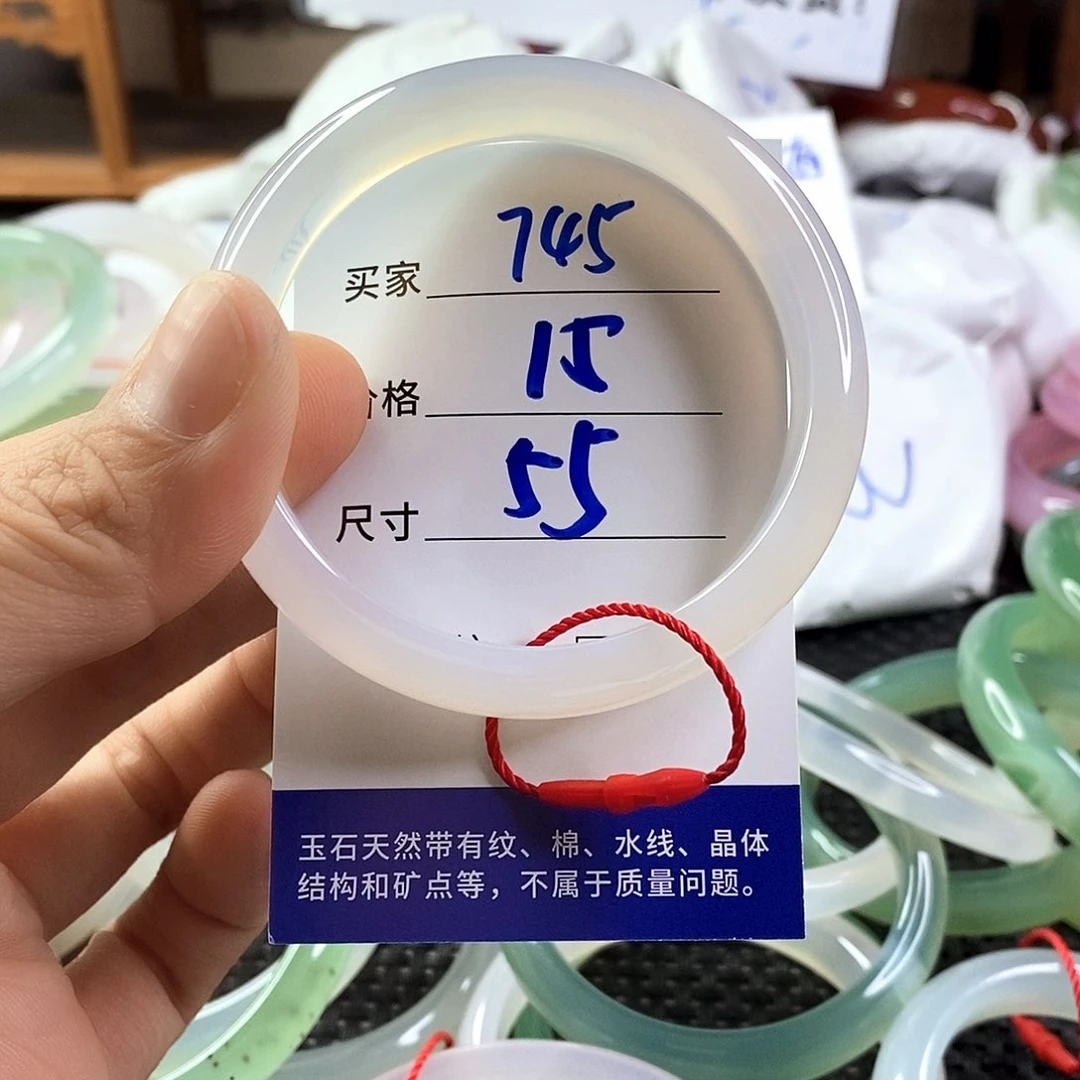 买家 745
价格 15
尺寸 55
玉石天然带有纹、棉、水线、晶体
结构和矿点等，不属于质量问题。